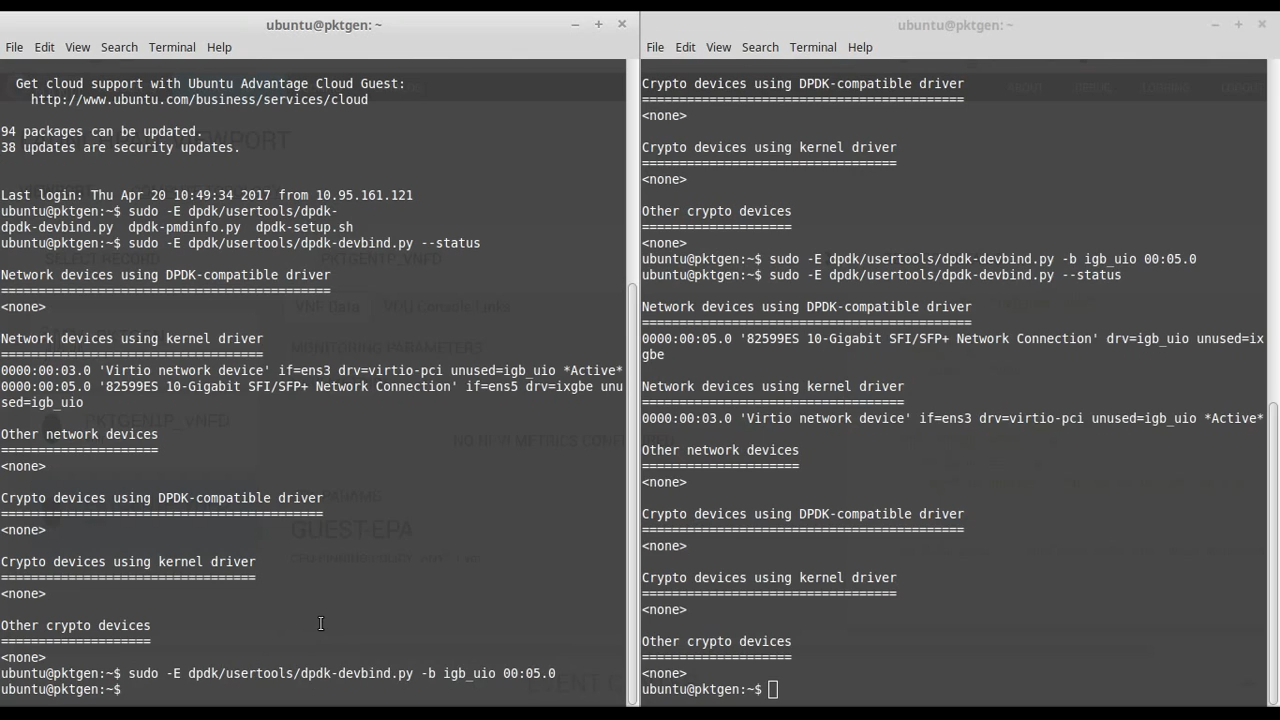 ubuntu@pktgen: ~
File Edit View Search Terminal Help
Get cloud support with Ubuntu Advantage Cloud Guest:
http://www.ubuntu.com/business/services/cloud
94 packages can be updated.
38 updates are security updates.
Last login: Thu Apr 20 10:49:34 2017 from 10.95.161.121
ubuntu@pktgen:~$ sudo -E dpdk/usertools/dpdk-
dpdk-devbind.py  dpdk-pmdinfo.py  dpdk-setup.sh
ubuntu@pktgen:~$ sudo -E dpdk/usertools/dpdk-devbind.py --status
Network devices using DPDK-compatible driver
============================================
<none>
Network devices using kernel driver
===================================
0000:00:03.0 'Virtio network device' if=ens3 drv=virtio-pci unused=igb_uio *Active*
0000:00:05.0 '82599ES 10-Gigabit SFI/SFP+ Network Connection' if=ens5 drv=ixgbe unu
sed=igb_uio
Other network devices
=====================
<none>
Crypto devices using DPDK-compatible driver
===========================================
<none>
Crypto devices using kernel driver
==================================
<none>
Other crypto devices
====================
<none>
ubuntu@pktgen:~$ sudo -E dpdk/usertools/dpdk-devbind.py -b igb_uio 00:05.0
ubuntu@pktgen:~$
ubuntu@pktgen: ~
File Edit View Search Terminal Help
Crypto devices using DPDK-compatible driver
===========================================
<none>
Crypto devices using kernel driver
==================================
<none>
Other crypto devices
====================
<none>
ubuntu@pktgen:~$ sudo -E dpdk/usertools/dpdk-devbind.py -b igb_uio 00:05.0
ubuntu@pktgen:~$ sudo -E dpdk/usertools/dpdk-devbind.py --status
Network devices using DPDK-compatible driver
============================================
0000:00:05.0 '82599ES 10-Gigabit SFI/SFP+ Network Connection' drv=igb_uio unused=ix
gbe
Network devices using kernel driver
===================================
0000:00:03.0 'Virtio network device' if=ens3 drv=virtio-pci unused=igb_uio *Active*
Other network devices
=====================
<none>
Crypto devices using DPDK-compatible driver
===========================================
<none>
Crypto devices using kernel driver
==================================
<none>
Other crypto devices
====================
<none>
ubuntu@pktgen:~$